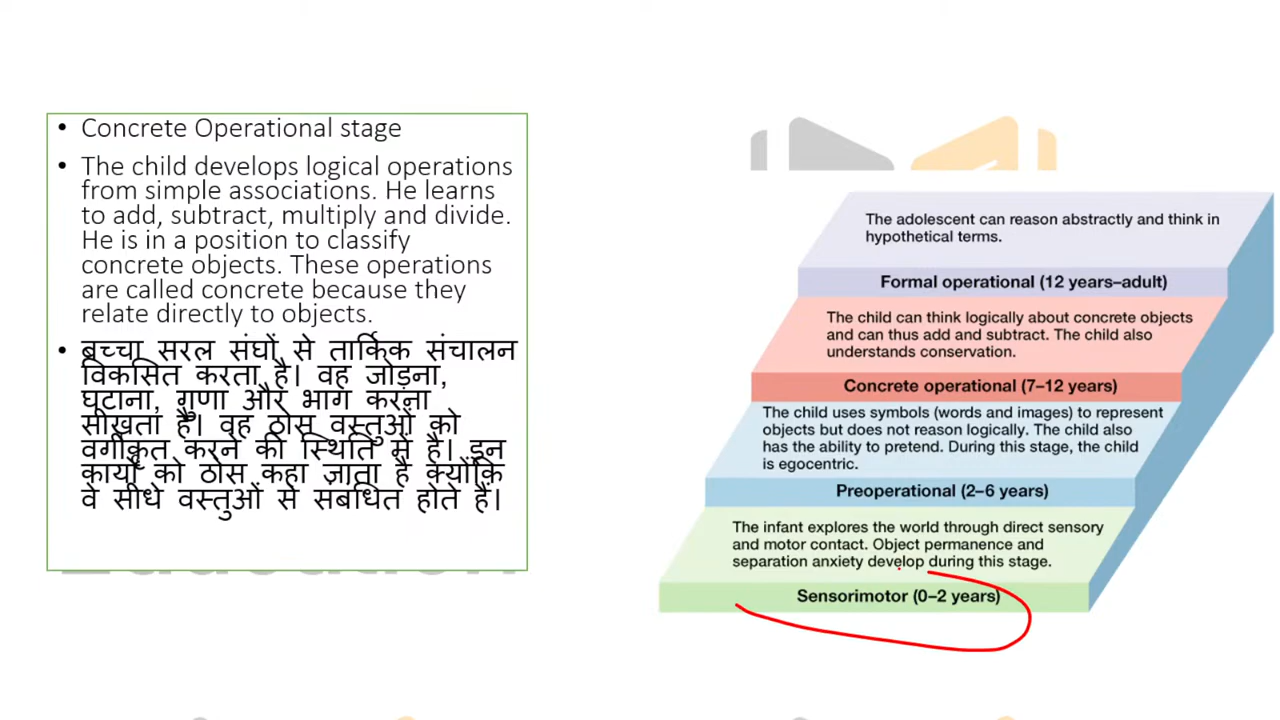 • Concrete Operational stage
• The child develops logical operations
from simple associations. He learns
to add, subtract, multiply and divide.
He is in a position to classify
concrete objects. These operations
are called concrete because they
relate directly to objects.
• बच्चा सरल संघों से तार्किक संचालन
विकसित करता है। वह जोड़ना,
घटाना, गुणा और भाग करना
सीखता है। वह ठोस वस्तुओं को
वर्गीकृत करने की स्थिति में है। इन
कार्यों को ठोस कहा जाता है क्योंकि
वे सीधे वस्तुओं से संबंधित होते हैं।
The adolescent can reason abstractly and think in
hypothetical terms.
Formal operational (12 years–adult)
The child can think logically about concrete objects
and can thus add and subtract. The child also
understands conservation.
Concrete operational (7–12 years)
The child uses symbols (words and images) to represent
objects but does not reason logically. The child also
has the ability to pretend. During this stage, the child
is egocentric.
Preoperational (2–6 years)
The infant explores the world through direct sensory
and motor contact. Object permanence and
separation anxiety develop during this stage.
Sensorimotor (0–2 years)